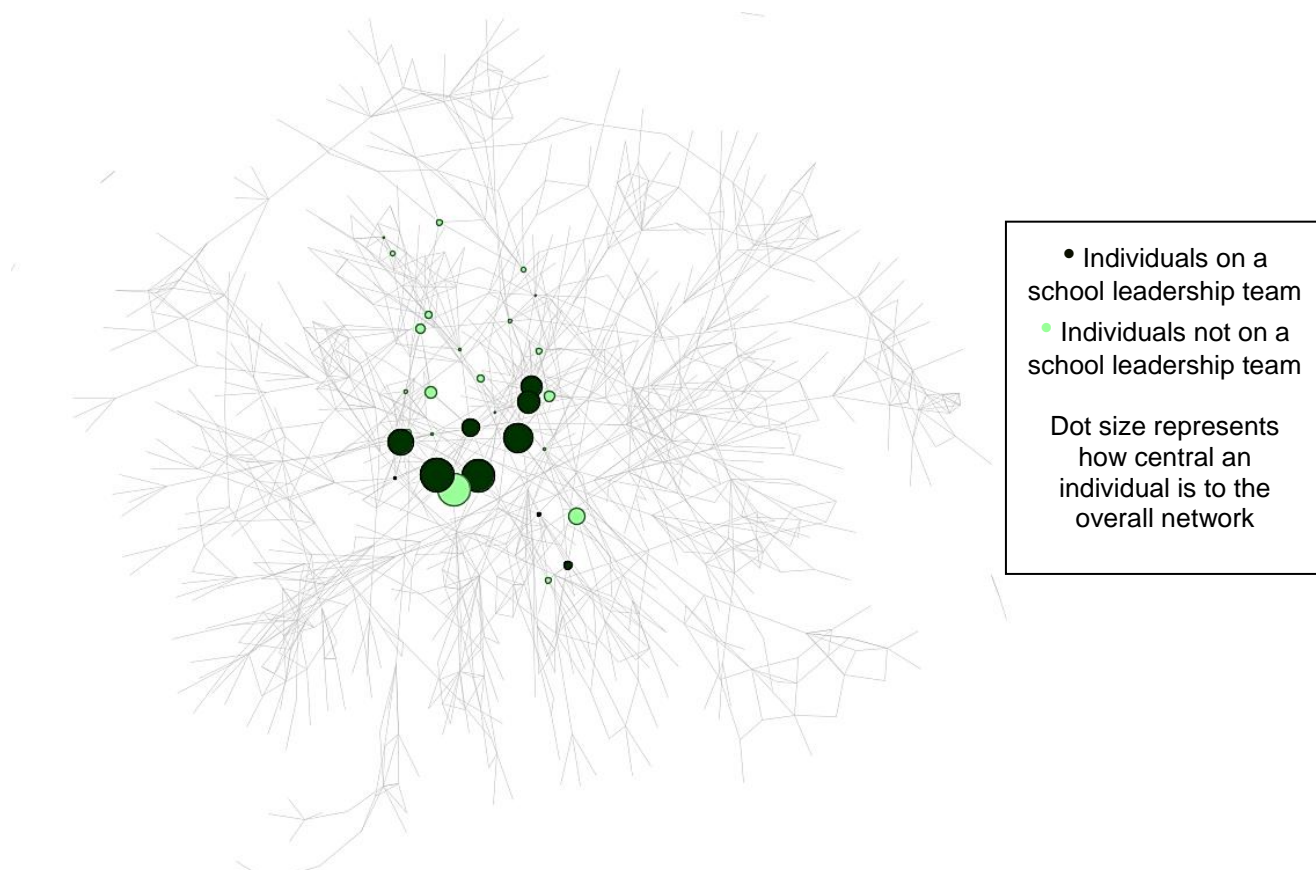 • Individuals on a
school leadership team
• Individuals not on a
school leadership team
Dot size represents
how central an
individual is to the
overall network